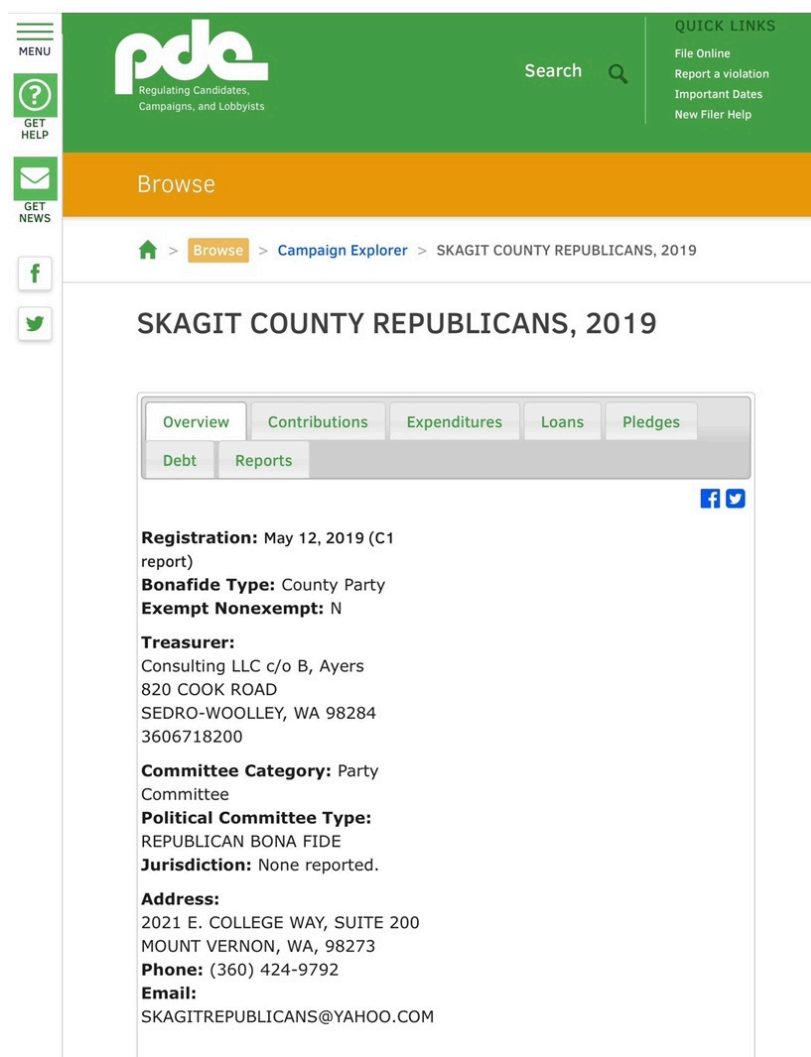 MENU
GET
HELP
GET
NEWS
pdc
Regulating Candidates,
Campaigns, and Lobbyists
Search
QUICK LINKS
File Online
Report a violation
Important Dates
New Filer Help
Browse
> Browse > Campaign Explorer > SKAGIT COUNTY REPUBLICANS, 2019
SKAGIT COUNTY REPUBLICANS, 2019
Overview Contributions Expenditures Loans Pledges
Debt Reports
Registration: May 12, 2019 (C1
report)
Bonafide Type: County Party
Exempt Nonexempt: N
Treasurer:
Consulting LLC c/o B, Ayers
820 COOK ROAD
SEDRO-WOOLLEY, WA 98284
3606718200
Committee Category: Party
Committee
Political Committee Type:
REPUBLICAN BONA FIDE
Jurisdiction: None reported.
Address:
2021 E. COLLEGE WAY, SUITE 200
MOUNT VERNON, WA, 98273
Phone: (360) 424-9792
Email:
SKAGITREPUBLICANS@YAHOO.COM